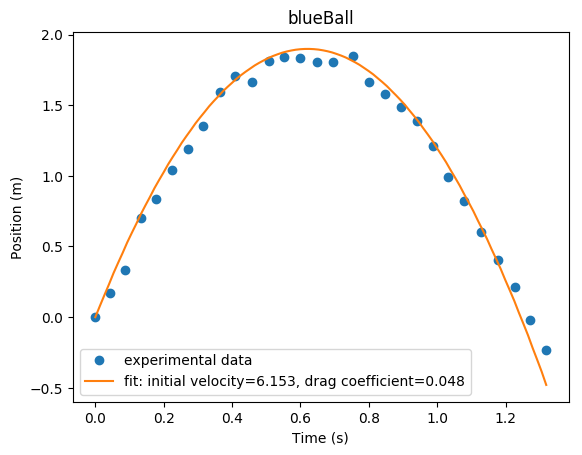 blueBall
Position (m)
2.0
1.5
1.0
0.5
0.0
−0.5
experimental data
fit: initial velocity=6.153, drag coefficient=0.048
0.0 0.2 0.4 0.6 0.8 1.0 1.2
Time (s)